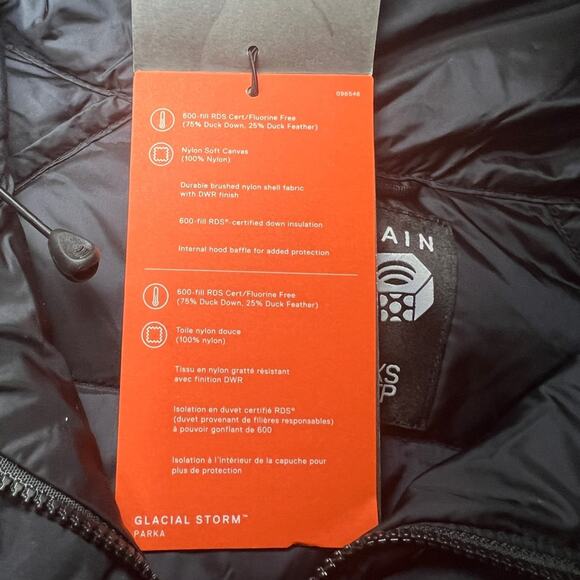 096546
600-fill RDS Cert/Fluorine Free
(75% Duck Down, 25% Duck Feather)
Nylon Soft Canvas
(100% Nylon)
Durable brushed nylon shell fabric
with DWR finish
600-fill RDS®-certified down insulation
Internal hood baffle for added protection
600-fill RDS Cert/Fluorine Free
(75% Duck Down, 25% Duck Feather)
Toile nylon douce
(100% nylon)
Tissu en nylon gratté résistant
avec finition DWR
Isolation en duvet certifié RDS®
(duvet provenant de filières responsables)
à pouvoir gonflant de 600
Isolation à l'intérieur de la capuche pour
plus de protection
GLACIAL STORM™
PARKA
AIN
XS
P